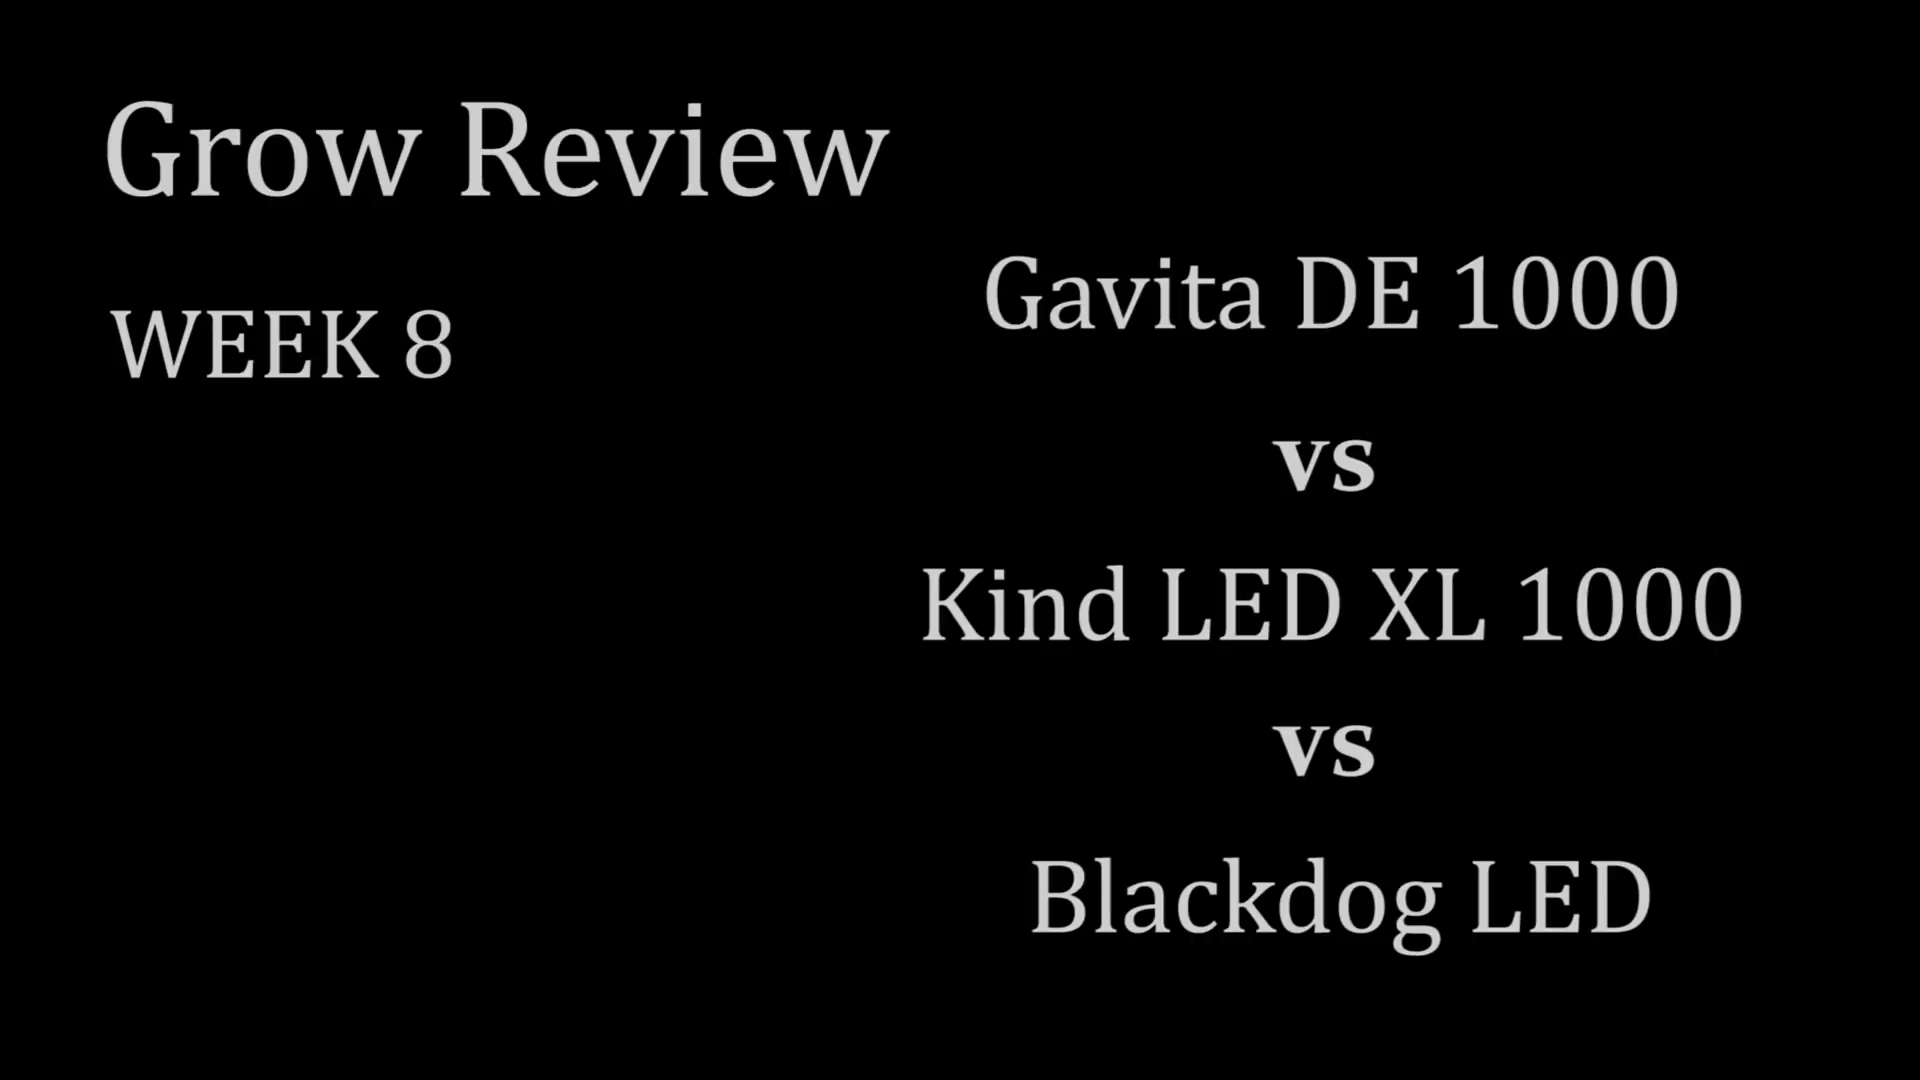 Grow Review
WEEK 8
Gavita DE 1000
vs
Kind LED XL 1000
vs
Blackdog LED